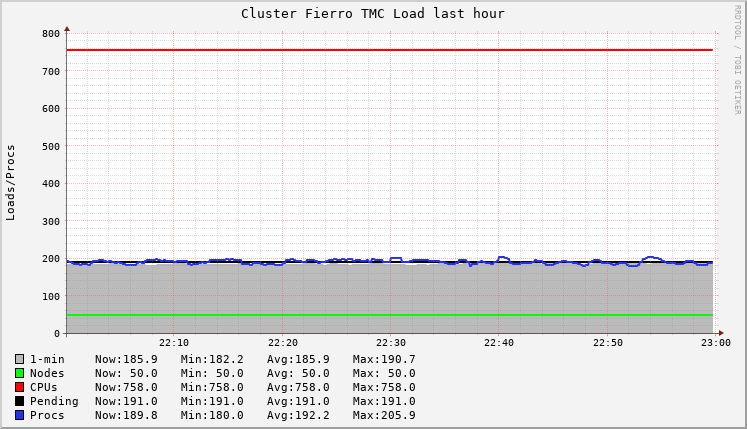 Cluster Fierro TMC Load last hour
RRDTOOL / TOBI OETIKER
Loads/Procs
800
700
600
500
400
300
200
100
0
22:10 22:20 22:30 22:40 22:50 23:00
1-min Now:185.9 Min:182.2 Avg:185.9 Max:190.7
Nodes Now: 50.0 Min: 50.0 Avg: 50.0 Max: 50.0
CPUs Now:758.0 Min:758.0 Avg:758.0 Max:758.0
Pending Now:191.0 Min:191.0 Avg:191.0 Max:191.0
Procs Now:189.8 Min:180.0 Avg:192.2 Max:205.9